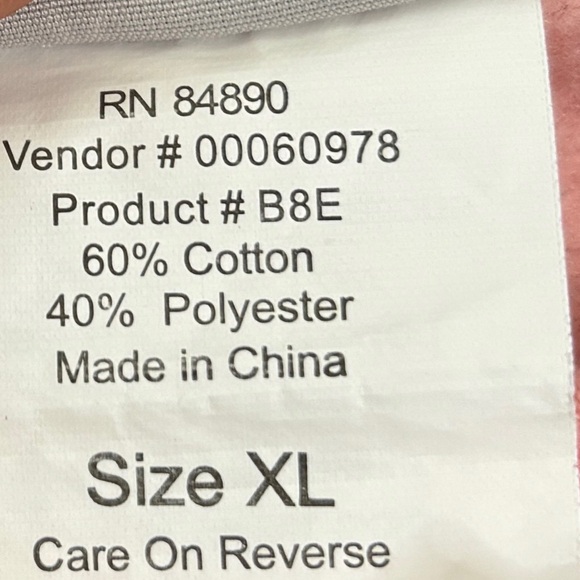 RN 84890
Vendor # 00060978
Product # B8E
60% Cotton
40% Polyester
Made in China
Size XL
Care On Reverse